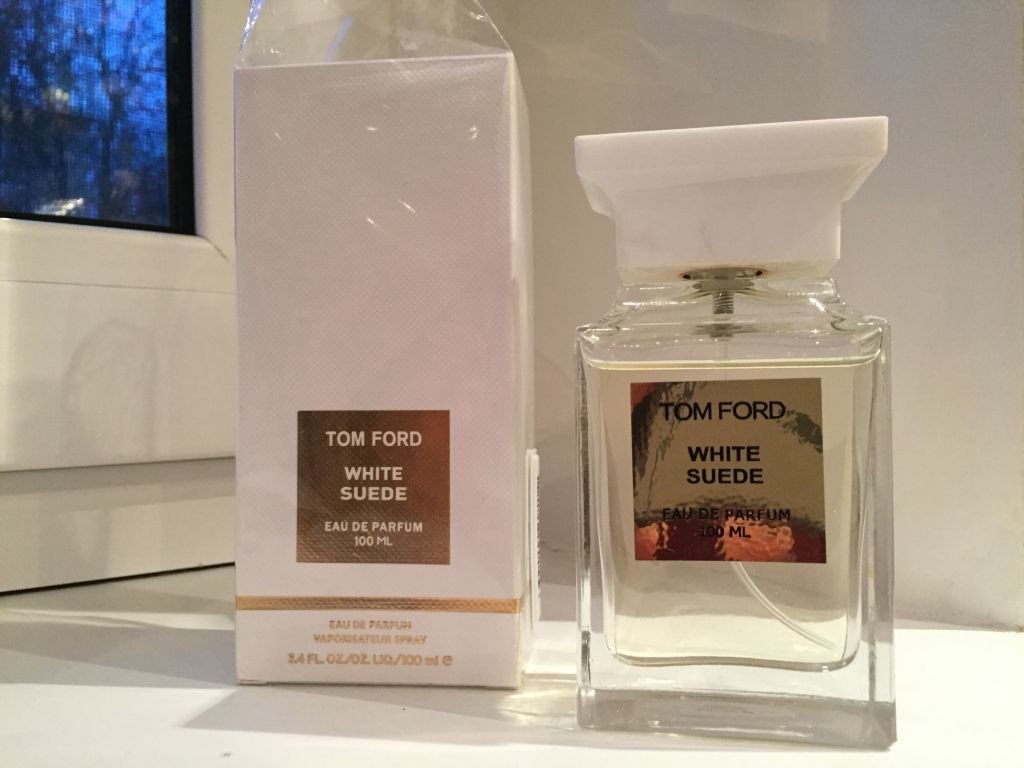 TOM FORD
WHITE
SUEDE
EAU DE PARFUM
100 ML
EAU DE PARFUM
VAPORISATEUR SPRAY
3.4 FL. OZ./OZ. LIQ./100 ml e
TOM FORD
WHITE
SUEDE
EAU DE PARFUM
100 ML